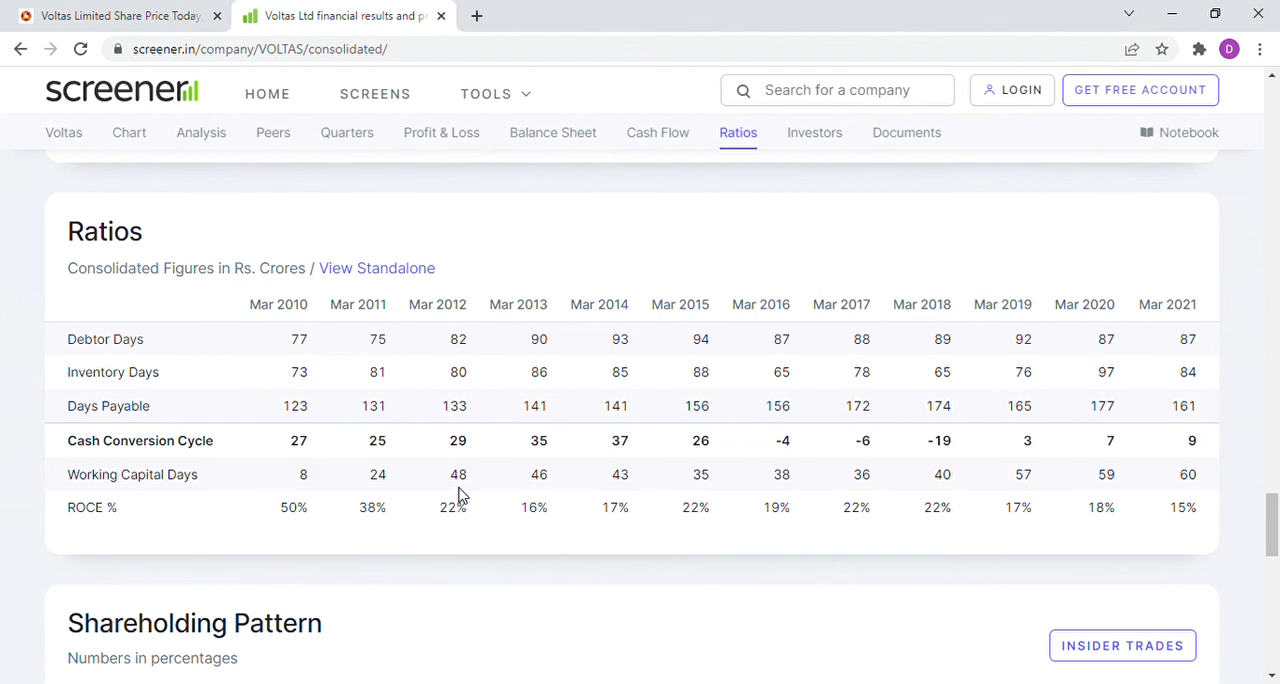 Voltas Limited Share Price Today,
Voltas Ltd financial results and pr
screener.in/company/VOLTAS/consolidated/
D
screener
HOME SCREENS TOOLS
Search for a company
LOGIN
GET FREE ACCOUNT
Voltas Chart Analysis Peers Quarters Profit & Loss Balance Sheet Cash Flow Ratios Investors Documents Notebook
Ratios
Consolidated Figures in Rs. Crores / View Standalone
Mar 2010 Mar 2011 Mar 2012 Mar 2013 Mar 2014 Mar 2015 Mar 2016 Mar 2017 Mar 2018 Mar 2019 Mar 2020 Mar 2021
Debtor Days 77 75 82 90 93 94 87 88 89 92 87 87
Inventory Days 73 81 80 86 85 88 65 78 65 76 97 84
Days Payable 123 131 133 141 141 156 156 172 174 165 177 161
Cash Conversion Cycle 27 25 29 35 37 26 -4 -6 -19 3 7 9
Working Capital Days 8 24 48 46 43 35 38 36 40 57 59 60
ROCE % 50% 38% 22% 16% 17% 22% 19% 22% 22% 17% 18% 15%
Shareholding Pattern
Numbers in percentages
INSIDER TRADES